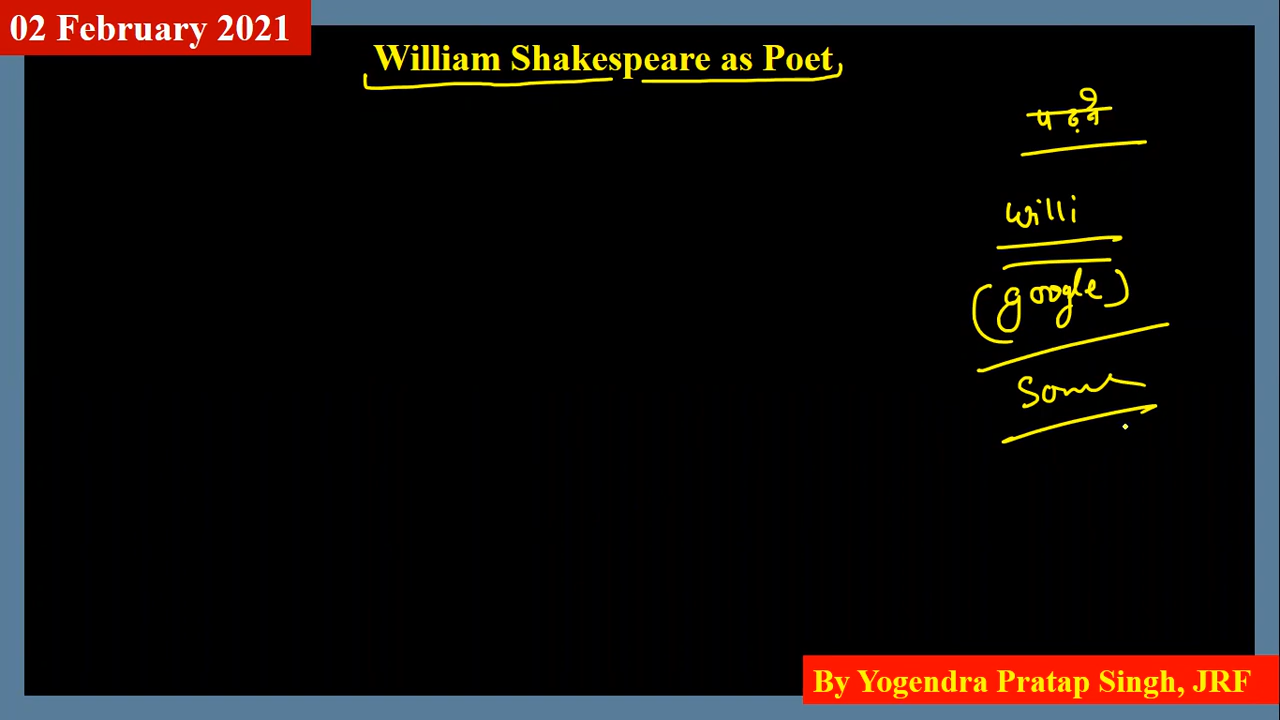 02 February 2021
William Shakespeare as Poet
पढ़ने
Willi
(google)
By Yogendra Pratap Singh, JRF